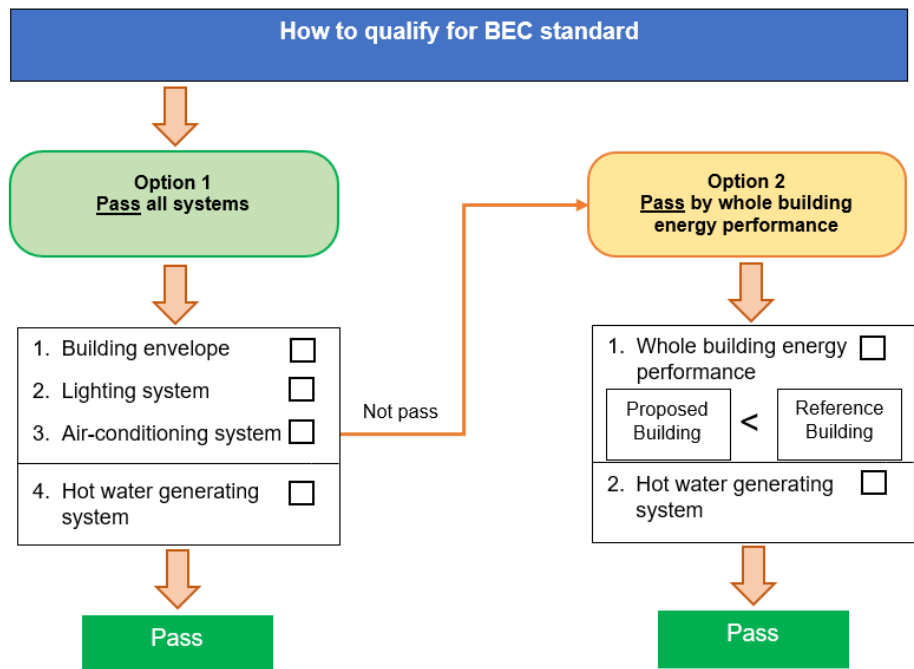 How to qualify for BEC standard
Option 1
Pass all systems
1. Building envelope
2. Lighting system
3. Air-conditioning system
4. Hot water generating
system
Pass
Not pass
Option 2
Pass by whole building
energy performance
1. Whole building energy
performance
Proposed
Building
<
Reference
Building
2. Hot water generating
system
Pass